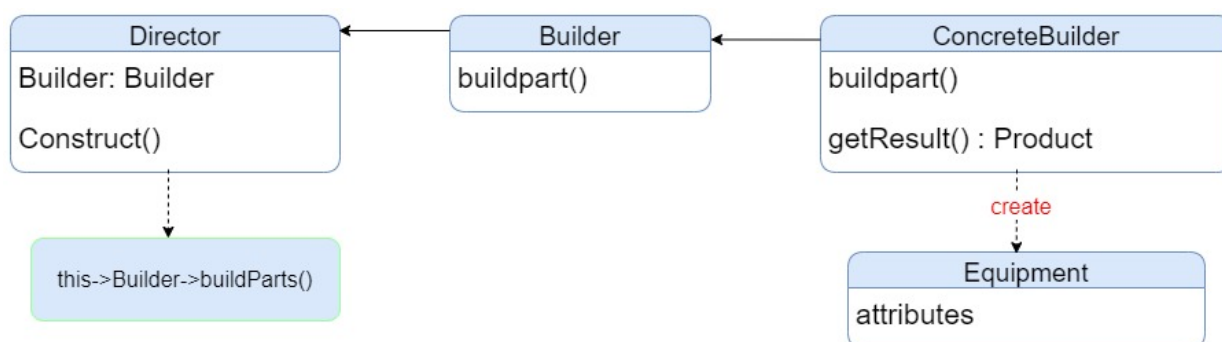 Director
Builder: Builder
Construct()
this->Builder->buildParts()
Builder
buildpart()
ConcreteBuilder
buildpart()
getResult() : Product
create
Equipment
attributes